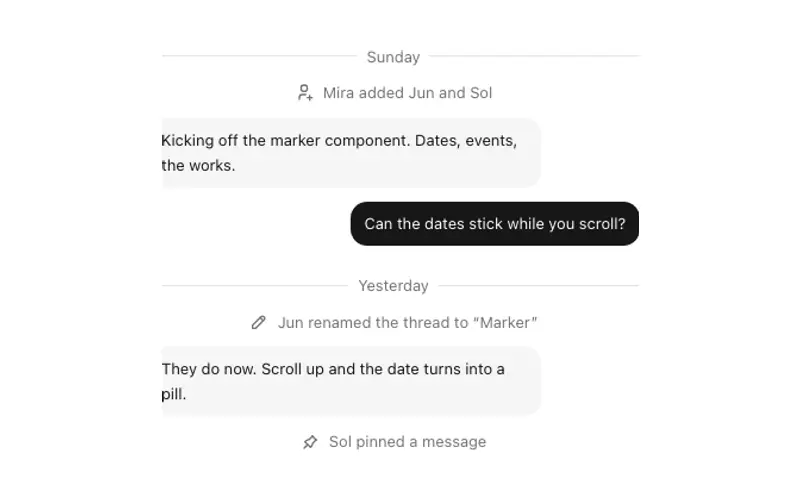 Sunday
Mira added Jun and Sol
Kicking off the marker component. Dates, events,
the works.
Can the dates stick while you scroll?
Yesterday
Jun renamed the thread to “Marker”
They do now. Scroll up and the date turns into a
pill.
Sol pinned a message